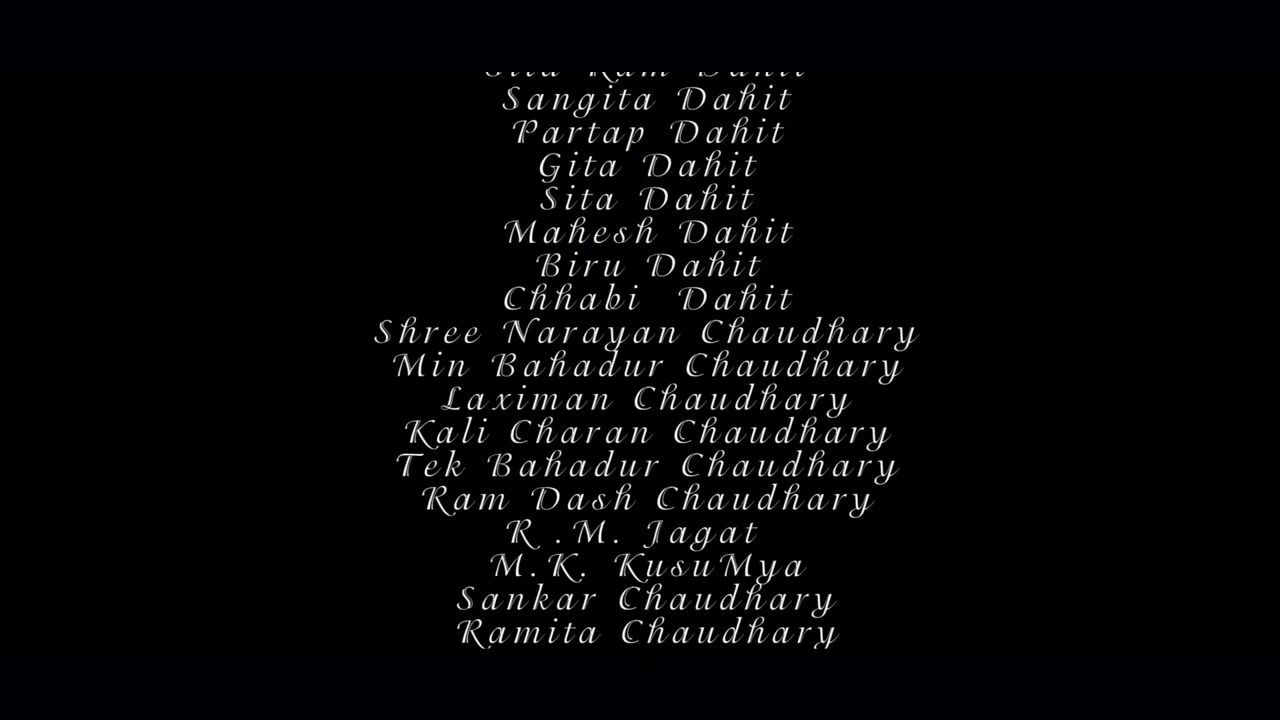 Sangita Dahit
Partap Dahit
Gita Dahit
Sita Dahit
Mahesh Dahit
Biru Dahit
Chhabi Dahit
Shree Narayan Chaudhary
Min Bahadur Chaudhary
Laximan Chaudhary
Kali Charan Chaudhary
Tek Bahadur Chaudhary
Ram Dash Chaudhary
R .M. Jagat
M.K. KusuMya
Sankar Chaudhary
Ramita Chaudhary